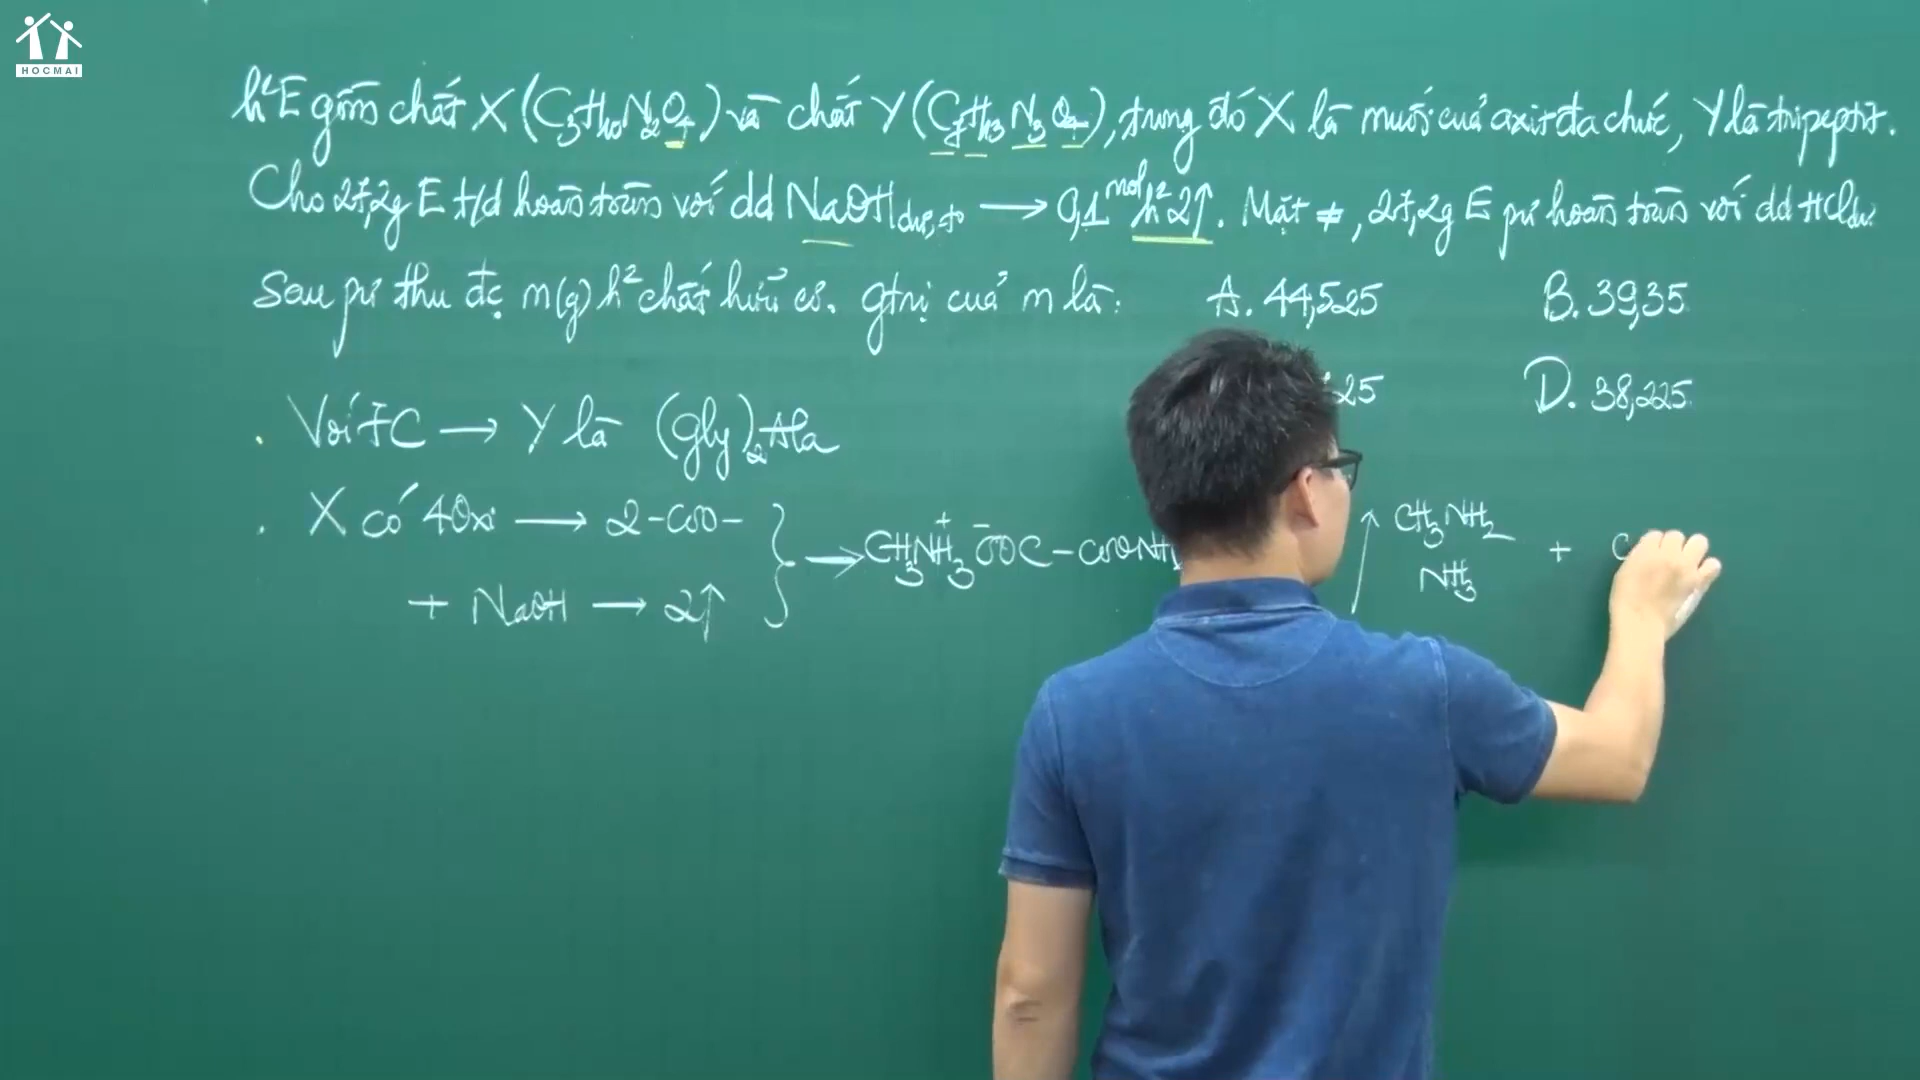 HOCMAI
h² E gồm chất X (C3H10N2O4) và chất Y (C7H13N3O4), trong đó X là muối của axit đa chức, Y là tripeptit.
Cho 27,2g E t/d hoàn toàn với dd NaOH dư, t° → 0,1 mol h² 2↑. Mặt ≠, 27,2g E pư hoàn toàn với dd HCl dư.
Sau pư thu đc m(g) h² chất hữu cơ. Gtrị của m là: A. 44,525 B. 39,35
25 D. 38,225
. Với 7C → Y là (Gly)2Ala
. X có 4Oxi → 2 -COO- } → CH3NH3⁺ ⁻OOC - COONH ↑ CH3NH2 + C
+ NaOH → 2↑ NH3